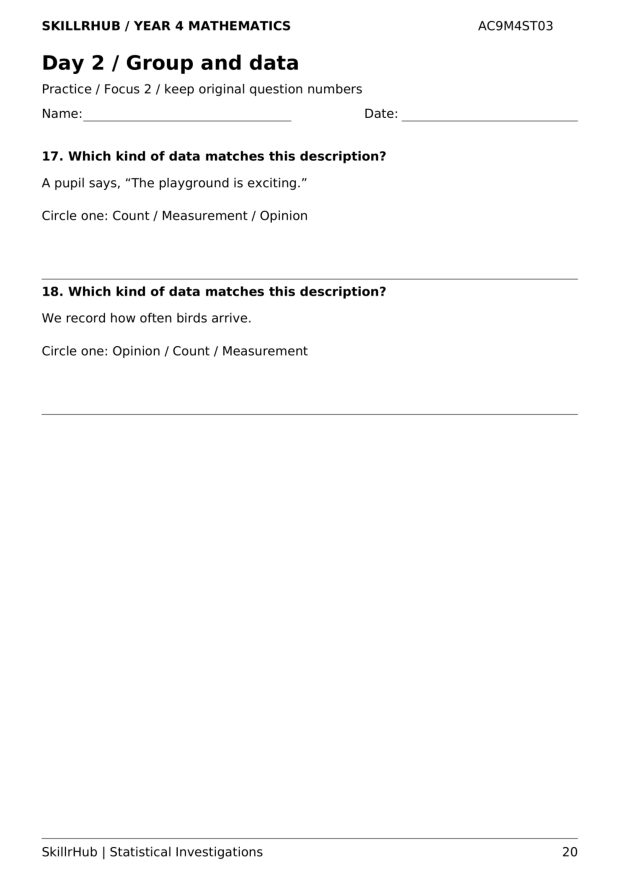 SKILLRHUB / YEAR 4 MATHEMATICS AC9M4ST03
Day 2 / Group and data
Practice / Focus 2 / keep original question numbers
Name: Date:
17. Which kind of data matches this description?
A pupil says, “The playground is exciting.”
Circle one: Count / Measurement / Opinion
18. Which kind of data matches this description?
We record how often birds arrive.
Circle one: Opinion / Count / Measurement
SkillrHub | Statistical Investigations 20